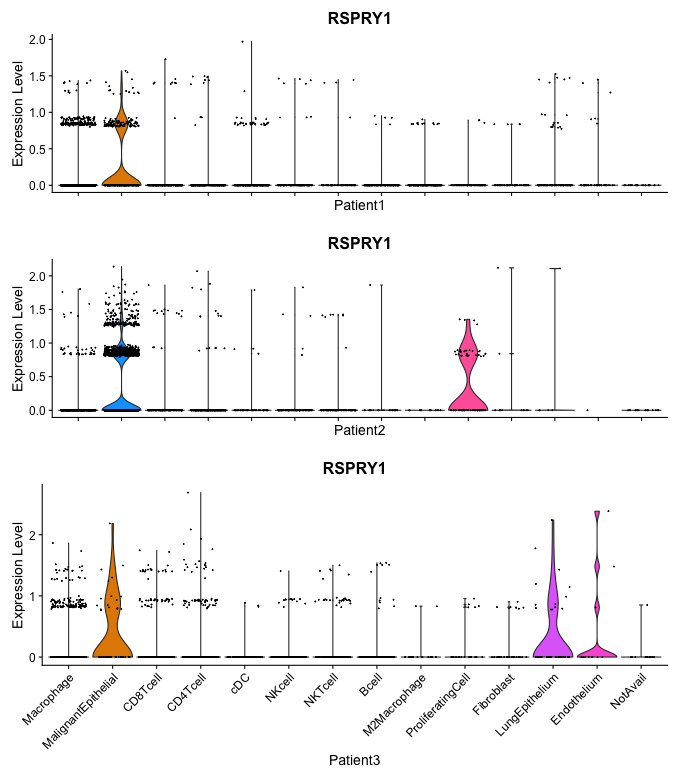 RSPRY1
Expression Level
2.0
1.5
1.0
0.5
0.0
Patient1
RSPRY1
Expression Level
2.0
1.5
1.0
0.5
0.0
Patient2
RSPRY1
Expression Level
2
1
0
Macrophage
MalignantEpithelial
CD8Tcell
CD4Tcell
cDC
NKcell
NKTcell
Bcell
M2Macrophage
ProliferatingCell
Fibroblast
LungEpithelium
Endothelium
NotAvail
Patient3